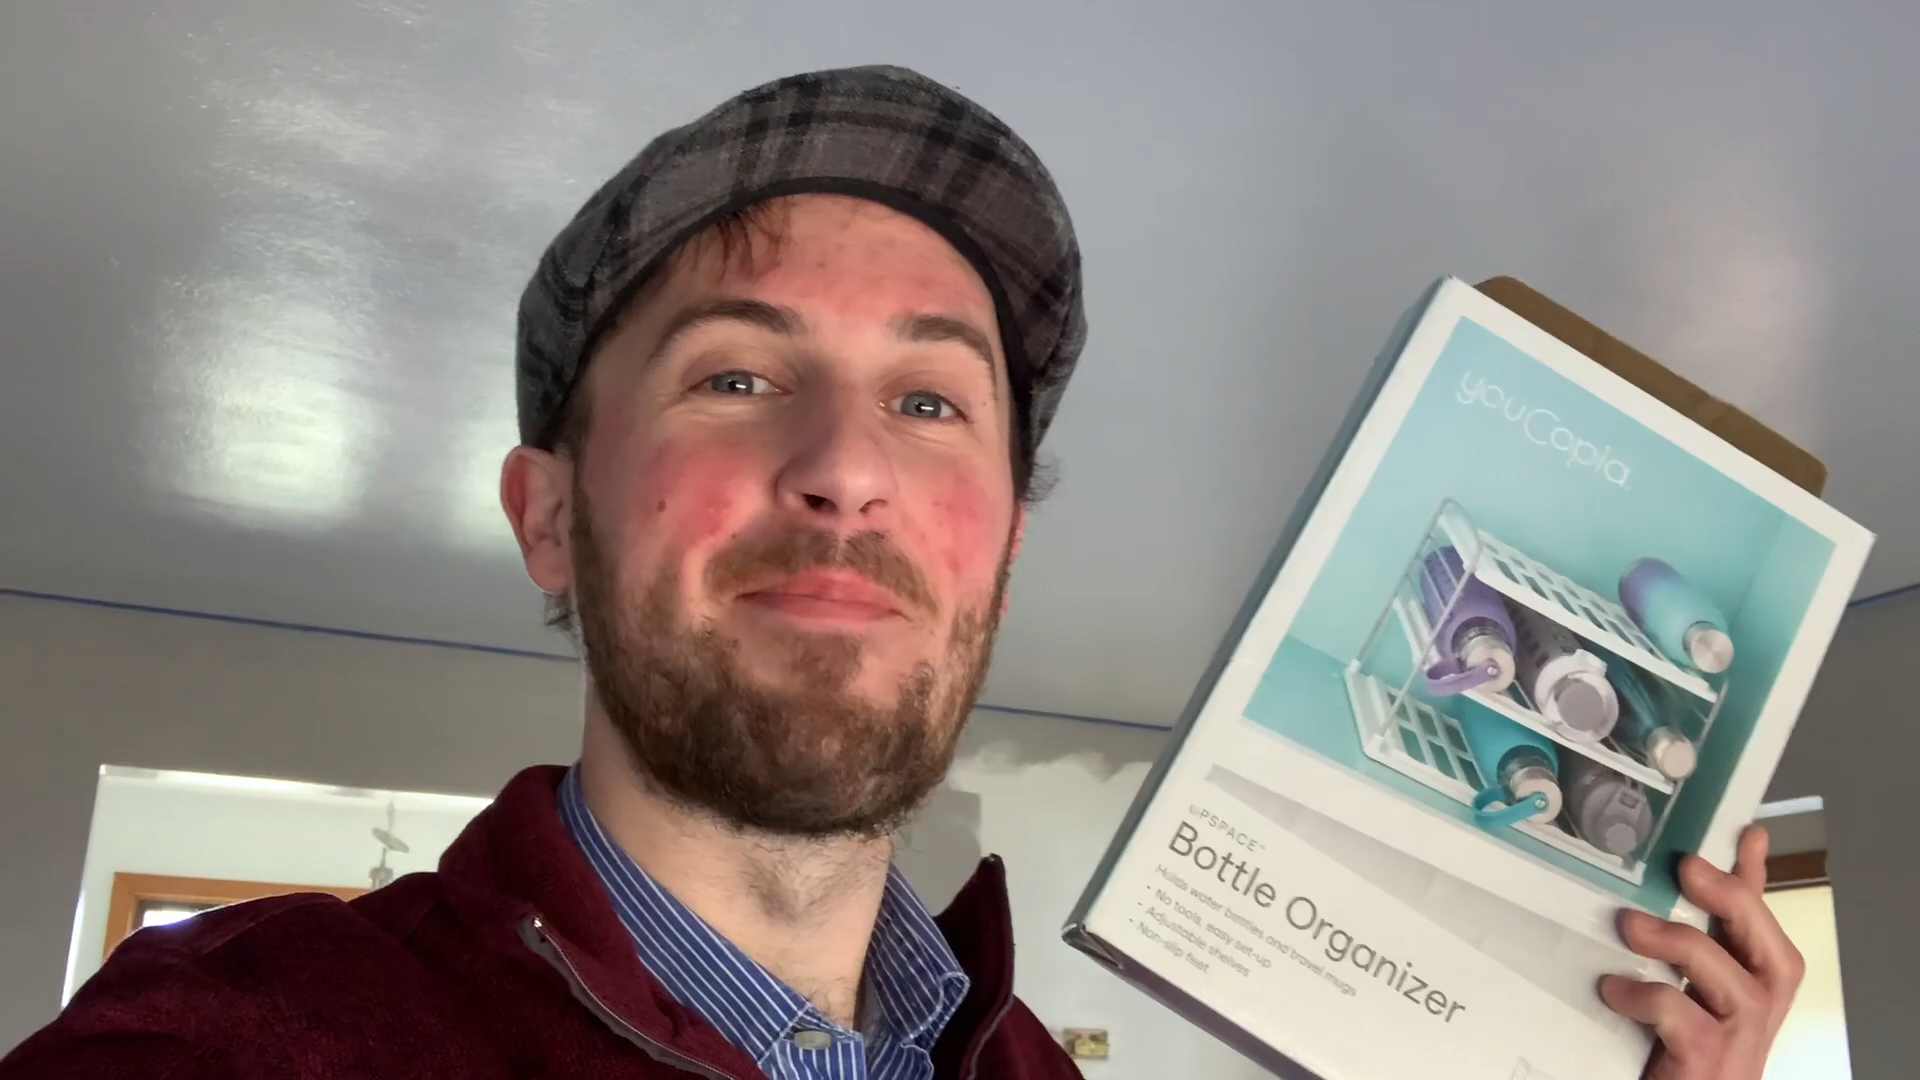 youCopia
UPSPACE™
Bottle Organizer
Holds water bottles and travel mugs
• No tools, easy set-up
• Adjustable shelves
• Non-slip feet